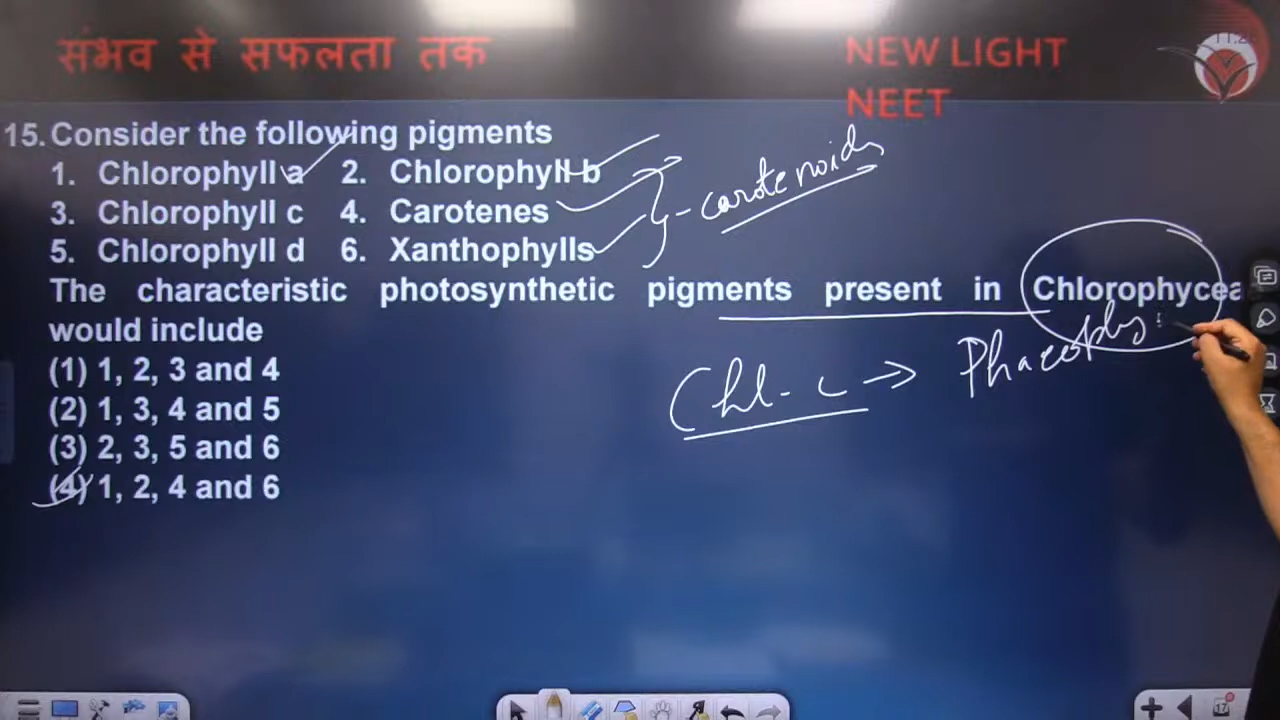 संभव से सफलता तक
NEW LIGHT
NEET
15. Consider the following pigments
1. Chlorophyll a 2. Chlorophyll b
3. Chlorophyll c 4. Carotenes
5. Chlorophyll d 6. Xanthophylls
- carotenoids
The characteristic photosynthetic pigments present in Chlorophycea
would include
(1) 1, 2, 3 and 4
(2) 1, 3, 4 and 5
(3) 2, 3, 5 and 6
(4) 1, 2, 4 and 6
Chl - c → Phaeophy
17